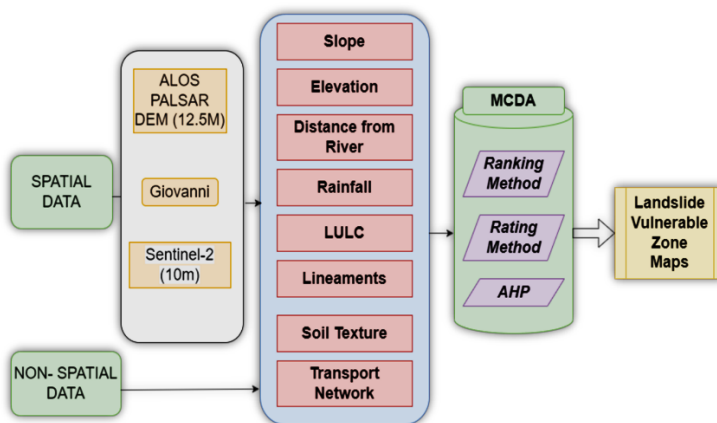 SPATIAL
DATA
NON- SPATIAL
DATA
ALOS
PALSAR
DEM (12.5M)
Giovanni
Sentinel-2
(10m)
Slope
Elevation
Distance from
River
Rainfall
LULC
Lineaments
Soil Texture
Transport
Network
MCDA
Ranking
Method
Rating
Method
AHP
Landslide
Vulnerable
Zone
Maps